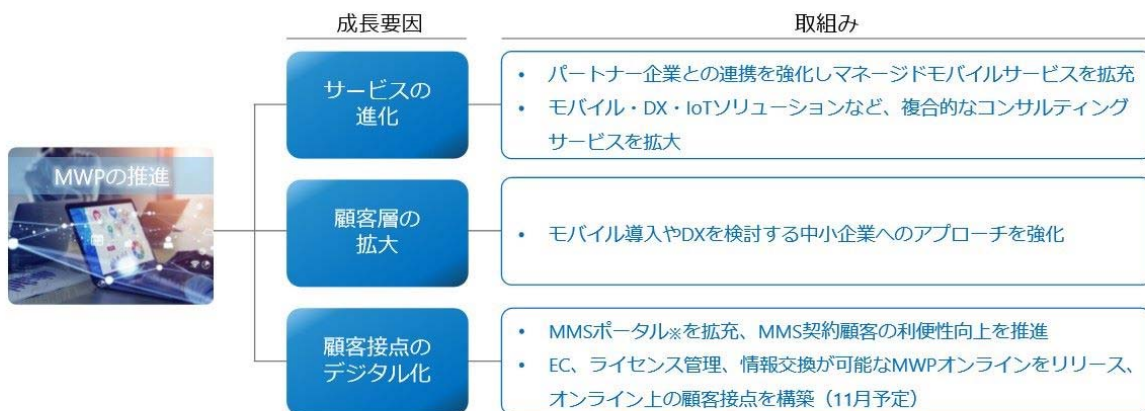 成長要因
取組み
MWPの推進
サービスの
進化
• パートナー企業との連携を強化しマネージドモバイルサービスを拡充
• モバイル・DX・IoTソリューションなど、複合的なコンサルティング
サービスを拡大
顧客層の
拡大
• モバイル導入やDXを検討する中小企業へのアプローチを強化
顧客接点の
デジタル化
• MMSポータル※を拡充、MMS契約顧客の利便性向上を推進
• EC、ライセンス管理、情報交換が可能なMWPオンラインをリリース、
オンライン上の顧客接点を構築（11月予定）